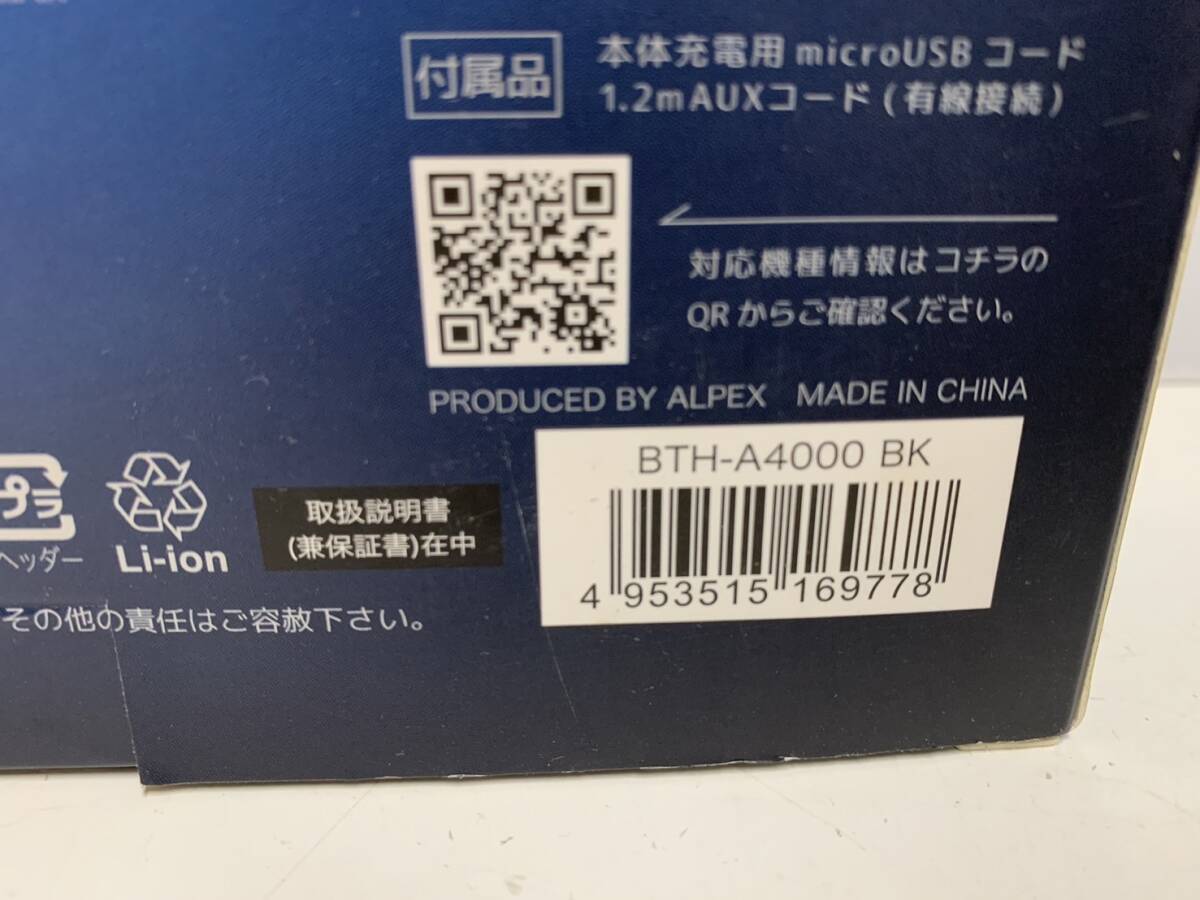 付属品
本体充電用 microUSB コード
1.2mAUXコード (有線接続)
対応機種情報はコチラの
QR からご確認ください。
PRODUCED BY ALPEX MADE IN CHINA
BTH-A4000 BK
4 953515 169778
プラ
ヘッダー
Li-ion
取扱説明書
(兼保証書)在中
その他の責任はご容赦下さい。